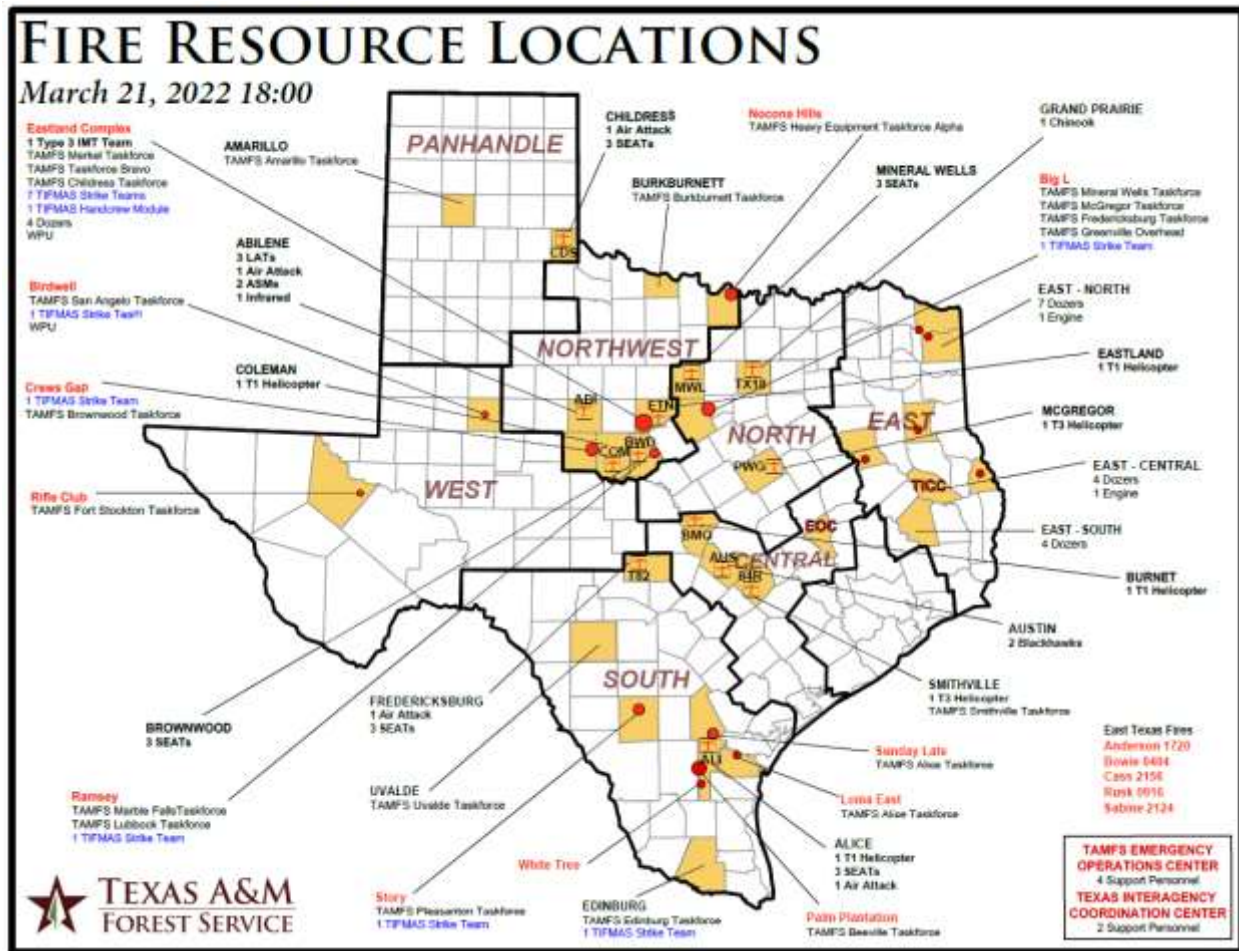 FIRE RESOURCE LOCATIONS
March 21, 2022 18:00
Eastland Complex
1 Type 3 IMT Team
TAMFS Merkel Taskforce
TAMFS Taskforce Bravo
TAMFS Childress Taskforce
7 TIFMAS Strike Teams
1 TIFMAS Handcrew Module
4 Dozers
WPU
AMARILLO
TAMFS Amarillo Taskforce
PANHANDLE
CHILDRESS
1 Air Attack
3 SEATs
Nocona Hills
TAMFS Heavy Equipment Taskforce Alpha
GRAND PRAIRIE
1 Chinook
BURKBURNETT
TAMFS Burkburnett Taskforce
MINERAL WELLS
3 SEATs
Big L
TAMFS Mineral Wells Taskforce
TAMFS McGregor Taskforce
TAMFS Fredericksburg Taskforce
TAMFS Greenville Overhead
1 TIFMAS Strike Team
ABILENE
3 LATs
1 Air Attack
2 ASMs
1 Infrared
CDS
Birdwell
TAMFS San Angelo Taskforce
1 TIFMAS Strike
WPU
EAST - NORTH
7 Dozers
1 Engine
NORTHWEST
COLEMAN
1 T1 Helicopter
EASTLAND
1 T1 Helicopter
Crews Gap
1 TIFMAS Strike Team
TAMFS Brownwood Taskforce
MWL
ABI
ETN
COM
BWD
NORTH
EAST
MCGREGOR
1 T3 Helicopter
PWG
WEST
TICC
EAST - CENTRAL
4 Dozers
1 Engine
Rifle Club
TAMFS Fort Stockton Taskforce
EOC
EAST - SOUTH
4 Dozers
BMQ
AUS
CENTRAL
84R
T82
BURNET
1 T1 Helicopter
AUSTIN
2 Blackhawks
SOUTH
FREDERICKSBURG
1 Air Attack
3 SEATs
SMITHVILLE
1 T3 Helicopter
TAMFS Smithville Taskforce
BROWNWOOD
3 SEATs
ALI
Sunday Late
TAMFS Alice Taskforce
East Texas Fires
Anderson 1720
Bowie 0404
Cass 2156
Rusk 0916
Sabine 2124
UVALDE
TAMFS Uvalde Taskforce
Ramsey
TAMFS Marble FallsTaskforce
TAMFS Lubbock Taskforce
1 TIFMAS Strike Team
Loma East
TAMFS Alice Taskforce
ALICE
1 T1 Helicopter
3 SEATs
1 Air Attack
White Tree
Story
TAMFS Pleasanton Taskforce
1 TIFMAS Strike Team
EDINBURG
TAMFS Edinburg Taskforce
1 TIFMAS Strike Team
Palm Plantation
TAMFS Beeville Taskforce
TEXAS A&M
FOREST SERVICE
TAMFS EMERGENCY
OPERATIONS CENTER
4 Support Personnel
TEXAS INTERAGENCY
COORDINATION CENTER
2 Support Personnel